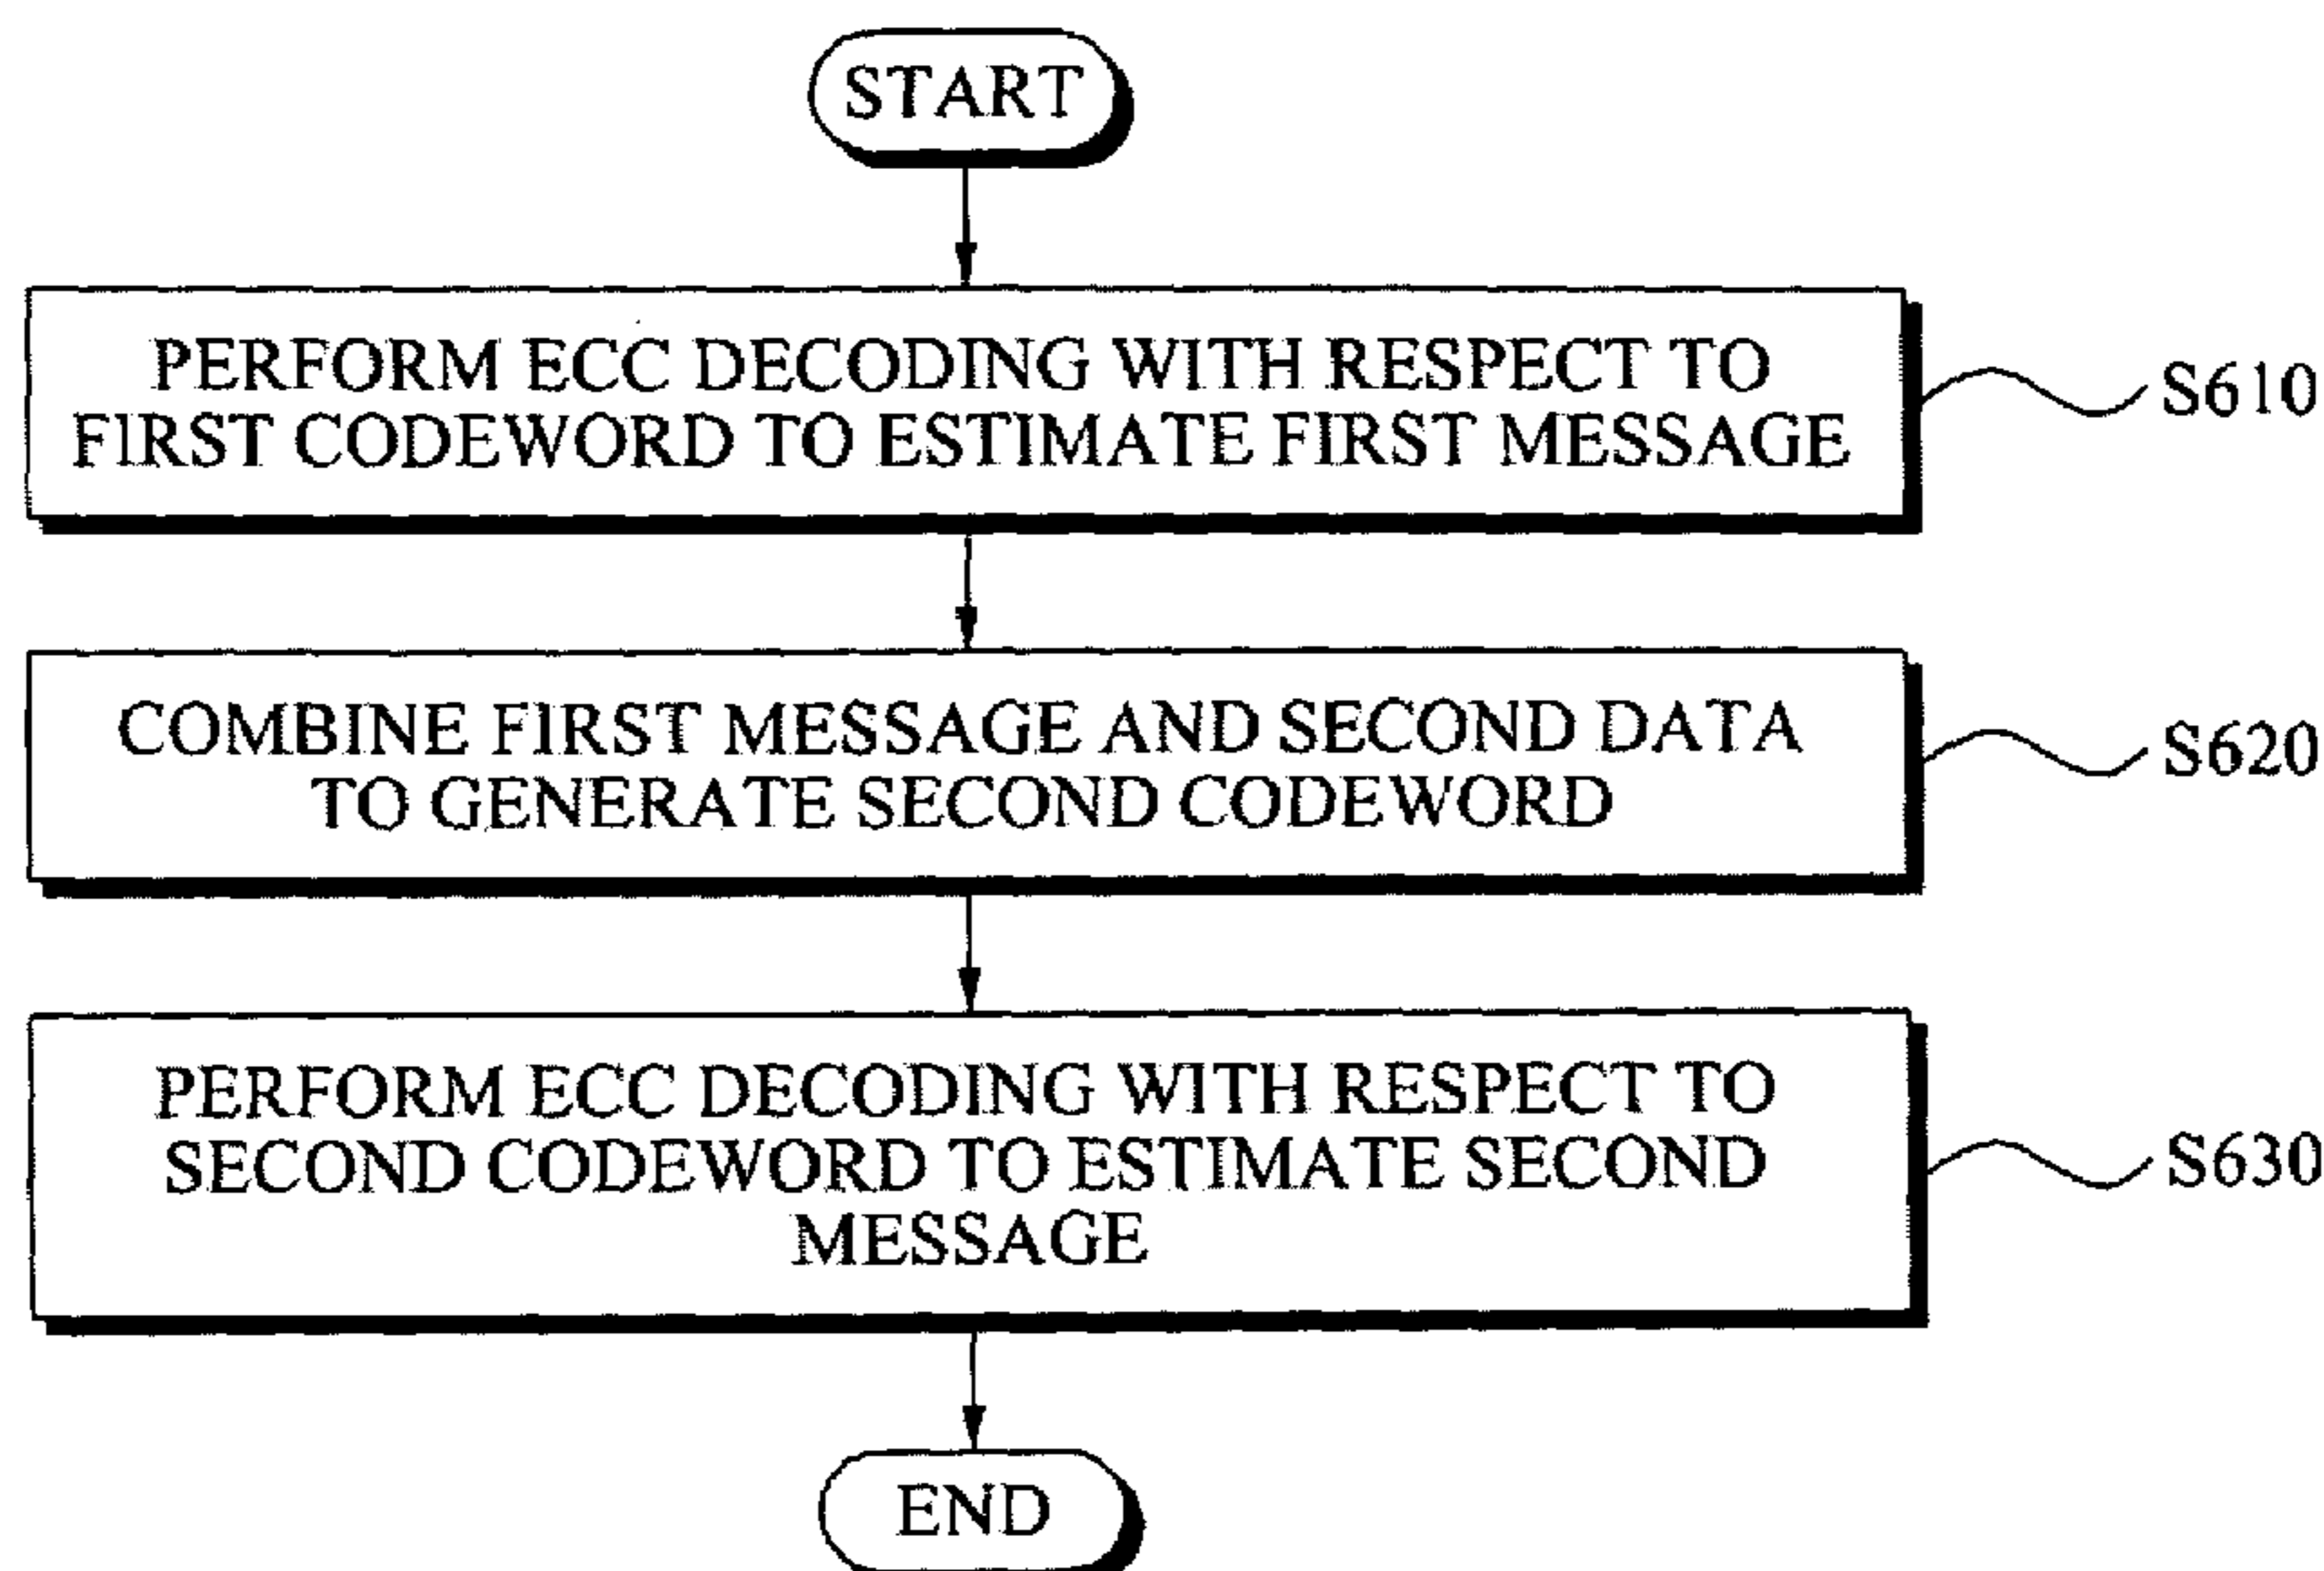 START
PERFORM ECC DECODING WITH RESPECT TO
FIRST CODEWORD TO ESTIMATE FIRST MESSAGE
S610
COMBINE FIRST MESSAGE AND SECOND DATA
TO GENERATE SECOND CODEWORD
S620
PERFORM ECC DECODING WITH RESPECT TO
SECOND CODEWORD TO ESTIMATE SECOND
MESSAGE
S630
END